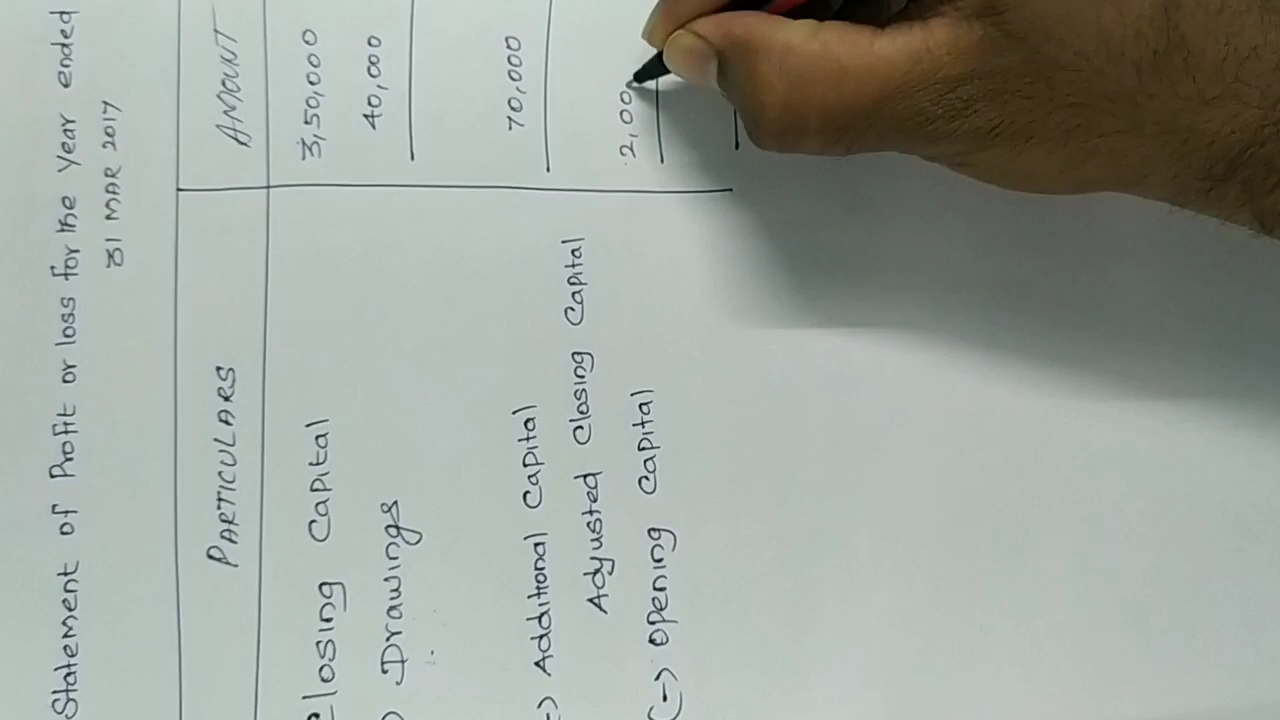 Statement of Profit or loss for the Year ended
31 MAR 2017
PARTICULARS AMOUNT
Closing Capital 3,50,000
) Drawings 40,000
-) Additional Capital 70,000
Adjusted Closing Capital
(-) Opening Capital 2,00,